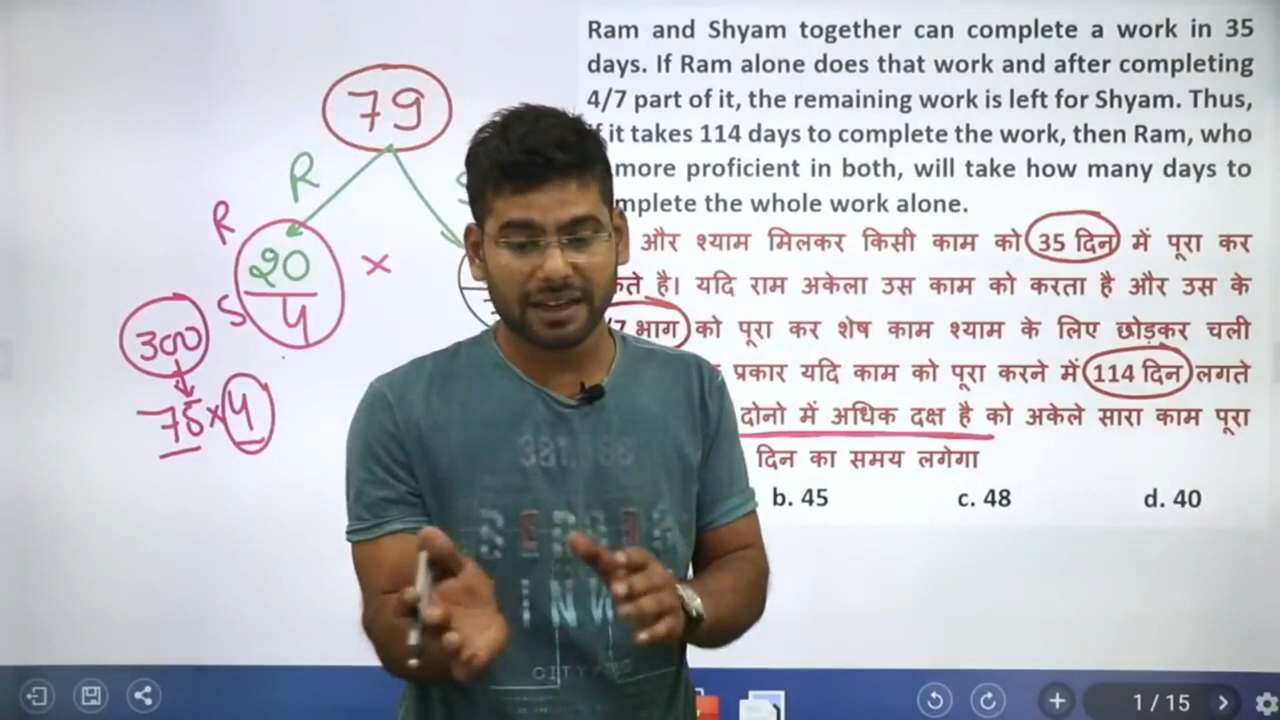 Ram and Shyam together can complete a work in 35
days. If Ram alone does that work and after completing
4/7 part of it, the remaining work is left for Shyam. Thus,
it takes 114 days to complete the work, then Ram, who
more proficient in both, will take how many days to
mplete the whole work alone.
और श्याम मिलकर किसी काम को 35 दिन में पूरा कर
ते है। यदि राम अकेला उस काम को करता है और उस के
/7 भाग को पूरा कर शेष काम श्याम के लिए छोड़कर चली
प्रकार यदि काम को पूरा करने में 114 दिन लगते
दोनो में अधिक दक्ष है को अकेले सारा काम पूरा
दिन का समय लगेगा
b. 45 c. 48 d. 40
79
R
R
20 ×
S 4
300
75×4
1 / 15